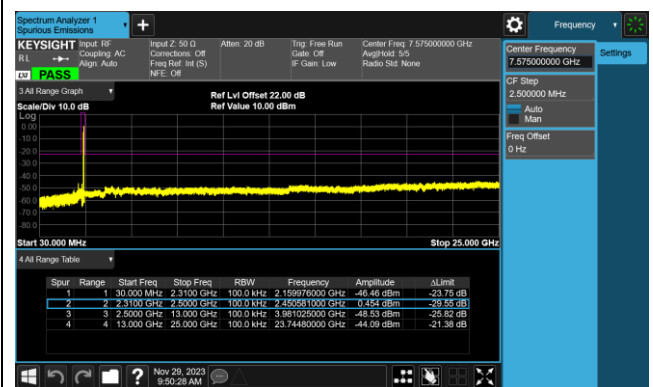 Spectrum Analyzer 1
Spurious Emissions
Frequency
KEYSIGHT Input: RF Input Z: 50 Ω Atten: 20 dB Trig: Free Run Center Freq: 7.575000000 GHz
RL Coupling: AC Corrections: Off Gate: Off Avg|Hold: 5/5
Align: Auto Freq Ref: Int (S) IF Gain: Low Radio Std: None
LXI PASS NFE: Off
Center Frequency
7.575000000 GHz
Settings
CF Step
2.500000 MHz
Auto
Man
Freq Offset
0 Hz
3 All Range Graph
Ref Lvl Offset 22.00 dB
Scale/Div 10.0 dB Ref Value 10.00 dBm
Log
0.00
-10.0
-20.0
-30.0
-40.0
-50.0
-60.0
-70.0
-80.0
Start 30.000 MHz Stop 25.000 GHz
4 All Range Table
Spur Range Start Freq Stop Freq RBW Frequency Amplitude ΔLimit
1 1 30.000 MHz 2.3100 GHz 100.0 kHz 2.159976000 GHz -46.46 dBm -23.75 dB
2 2 2.3100 GHz 2.5000 GHz 100.0 kHz 2.450581000 GHz 0.454 dBm -29.55 dB
3 3 2.5000 GHz 13.000 GHz 100.0 kHz 3.981025000 GHz -48.53 dBm -25.82 dB
4 4 13.000 GHz 25.000 GHz 100.0 kHz 23.74480000 GHz -44.09 dBm -21.38 dB
? Nov 29, 2023
9:50:28 AM